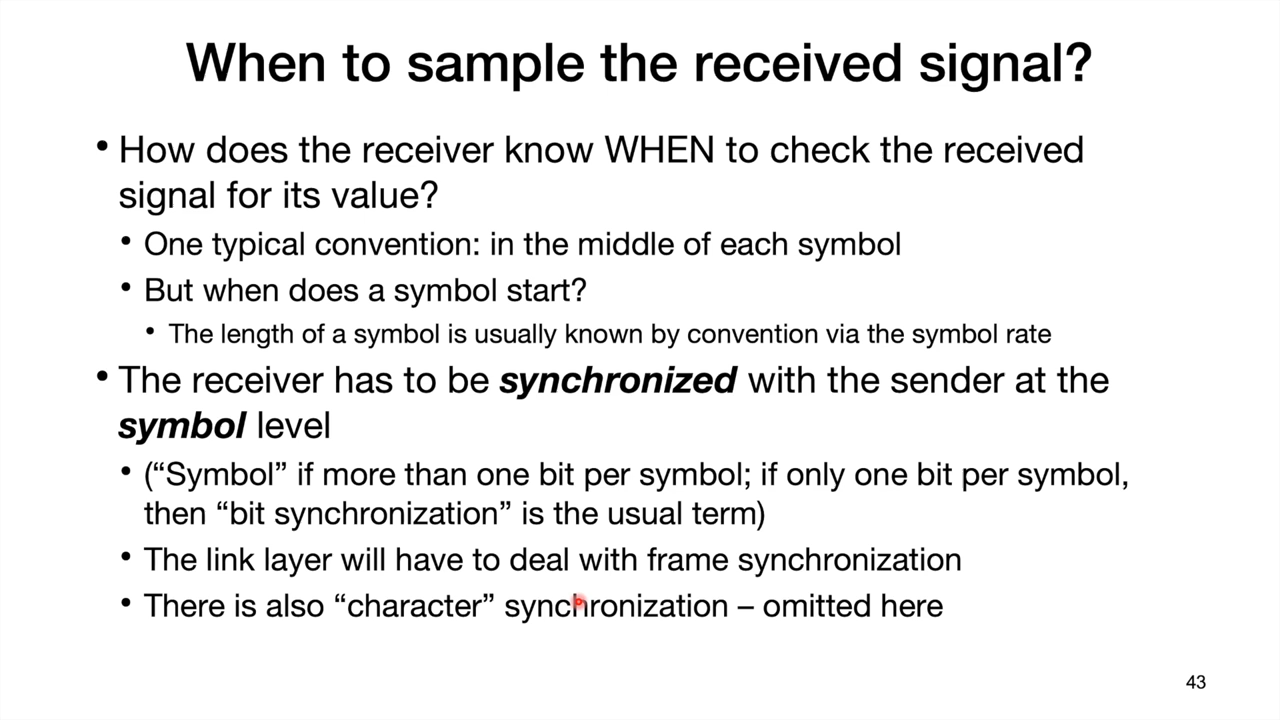 When to sample the received signal?
• How does the receiver know WHEN to check the received
signal for its value?
• One typical convention: in the middle of each symbol
• But when does a symbol start?
• The length of a symbol is usually known by convention via the symbol rate
• The receiver has to be synchronized with the sender at the
symbol level
• (“Symbol” if more than one bit per symbol; if only one bit per symbol,
then “bit synchronization” is the usual term)
• The link layer will have to deal with frame synchronization
• There is also “character” synchronization – omitted here
43